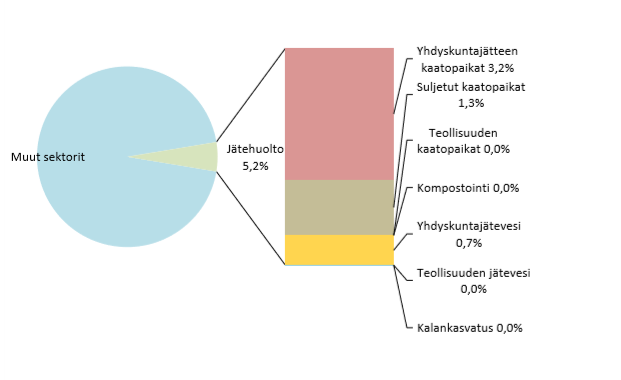 Muut sektorit
Jätehuolto
5,2%
Yhdyskuntajätteen
kaatopaikat 3,2%
Suljetut kaatopaikat
1,3%
Teollisuuden
kaatopaikat 0,0%
Kompostointi 0,0%
Yhdyskuntajätevesi
0,7%
Teollisuuden jätevesi
0,0%
Kalankasvatus 0,0%